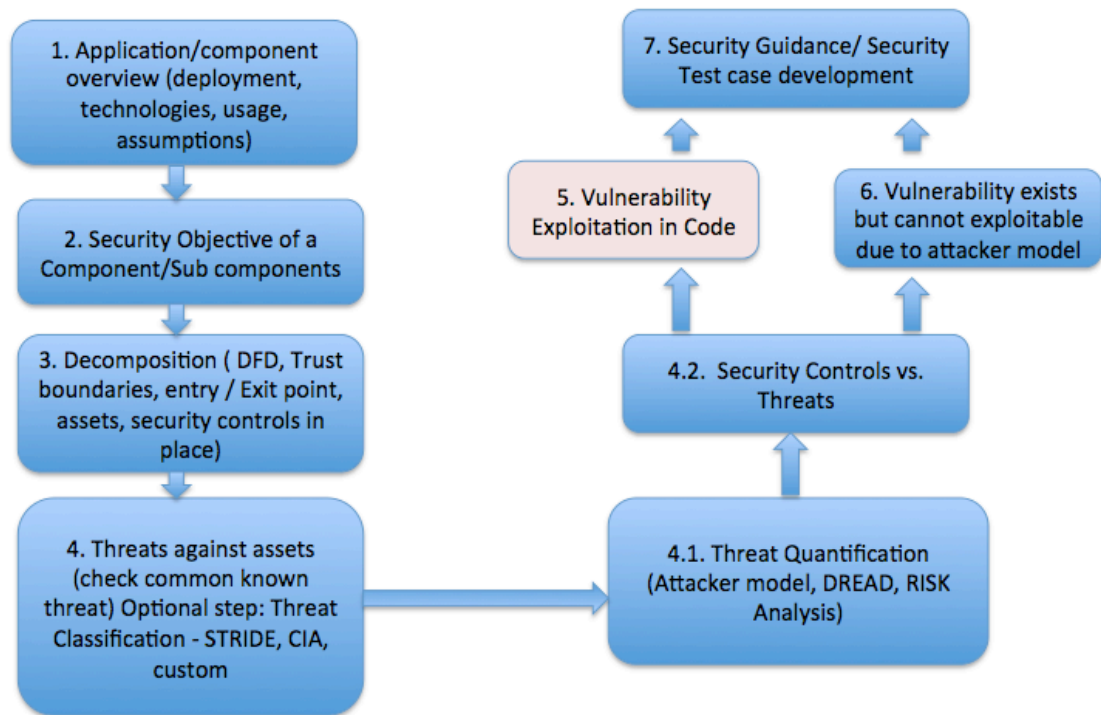 1. Application/component
overview (deployment,
technologies, usage,
assumptions)
2. Security Objective of a
Component/Sub components
3. Decomposition ( DFD, Trust
boundaries, entry / Exit point,
assets, security controls in
place)
4. Threats against assets
(check common known
threat) Optional step: Threat
Classification - STRIDE, CIA,
custom
4.1. Threat Quantification
(Attacker model, DREAD, RISK
Analysis)
4.2.  Security Controls vs.
Threats
5. Vulnerability
Exploitation in Code
6. Vulnerability exists
but cannot exploitable
due to attacker model
7. Security Guidance/ Security
Test case development